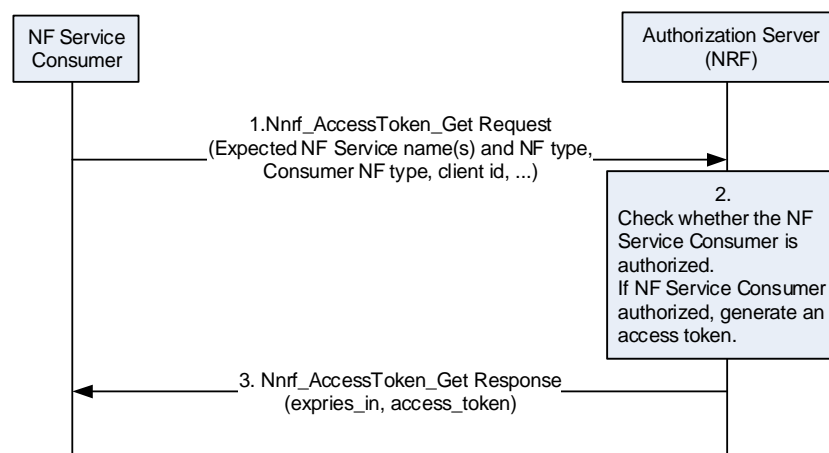 NF Service
Consumer
Authorization Server
(NRF)
1.Nnrf_AccessToken_Get Request
(Expected NF Service name(s) and NF type,
Consumer NF type, client id, ...)
2.
Check whether the NF
Service Consumer is
authorized.
If NF Service Consumer
authorized, generate an
access token.
3. Nnrf_AccessToken_Get Response
(expries_in, access_token)